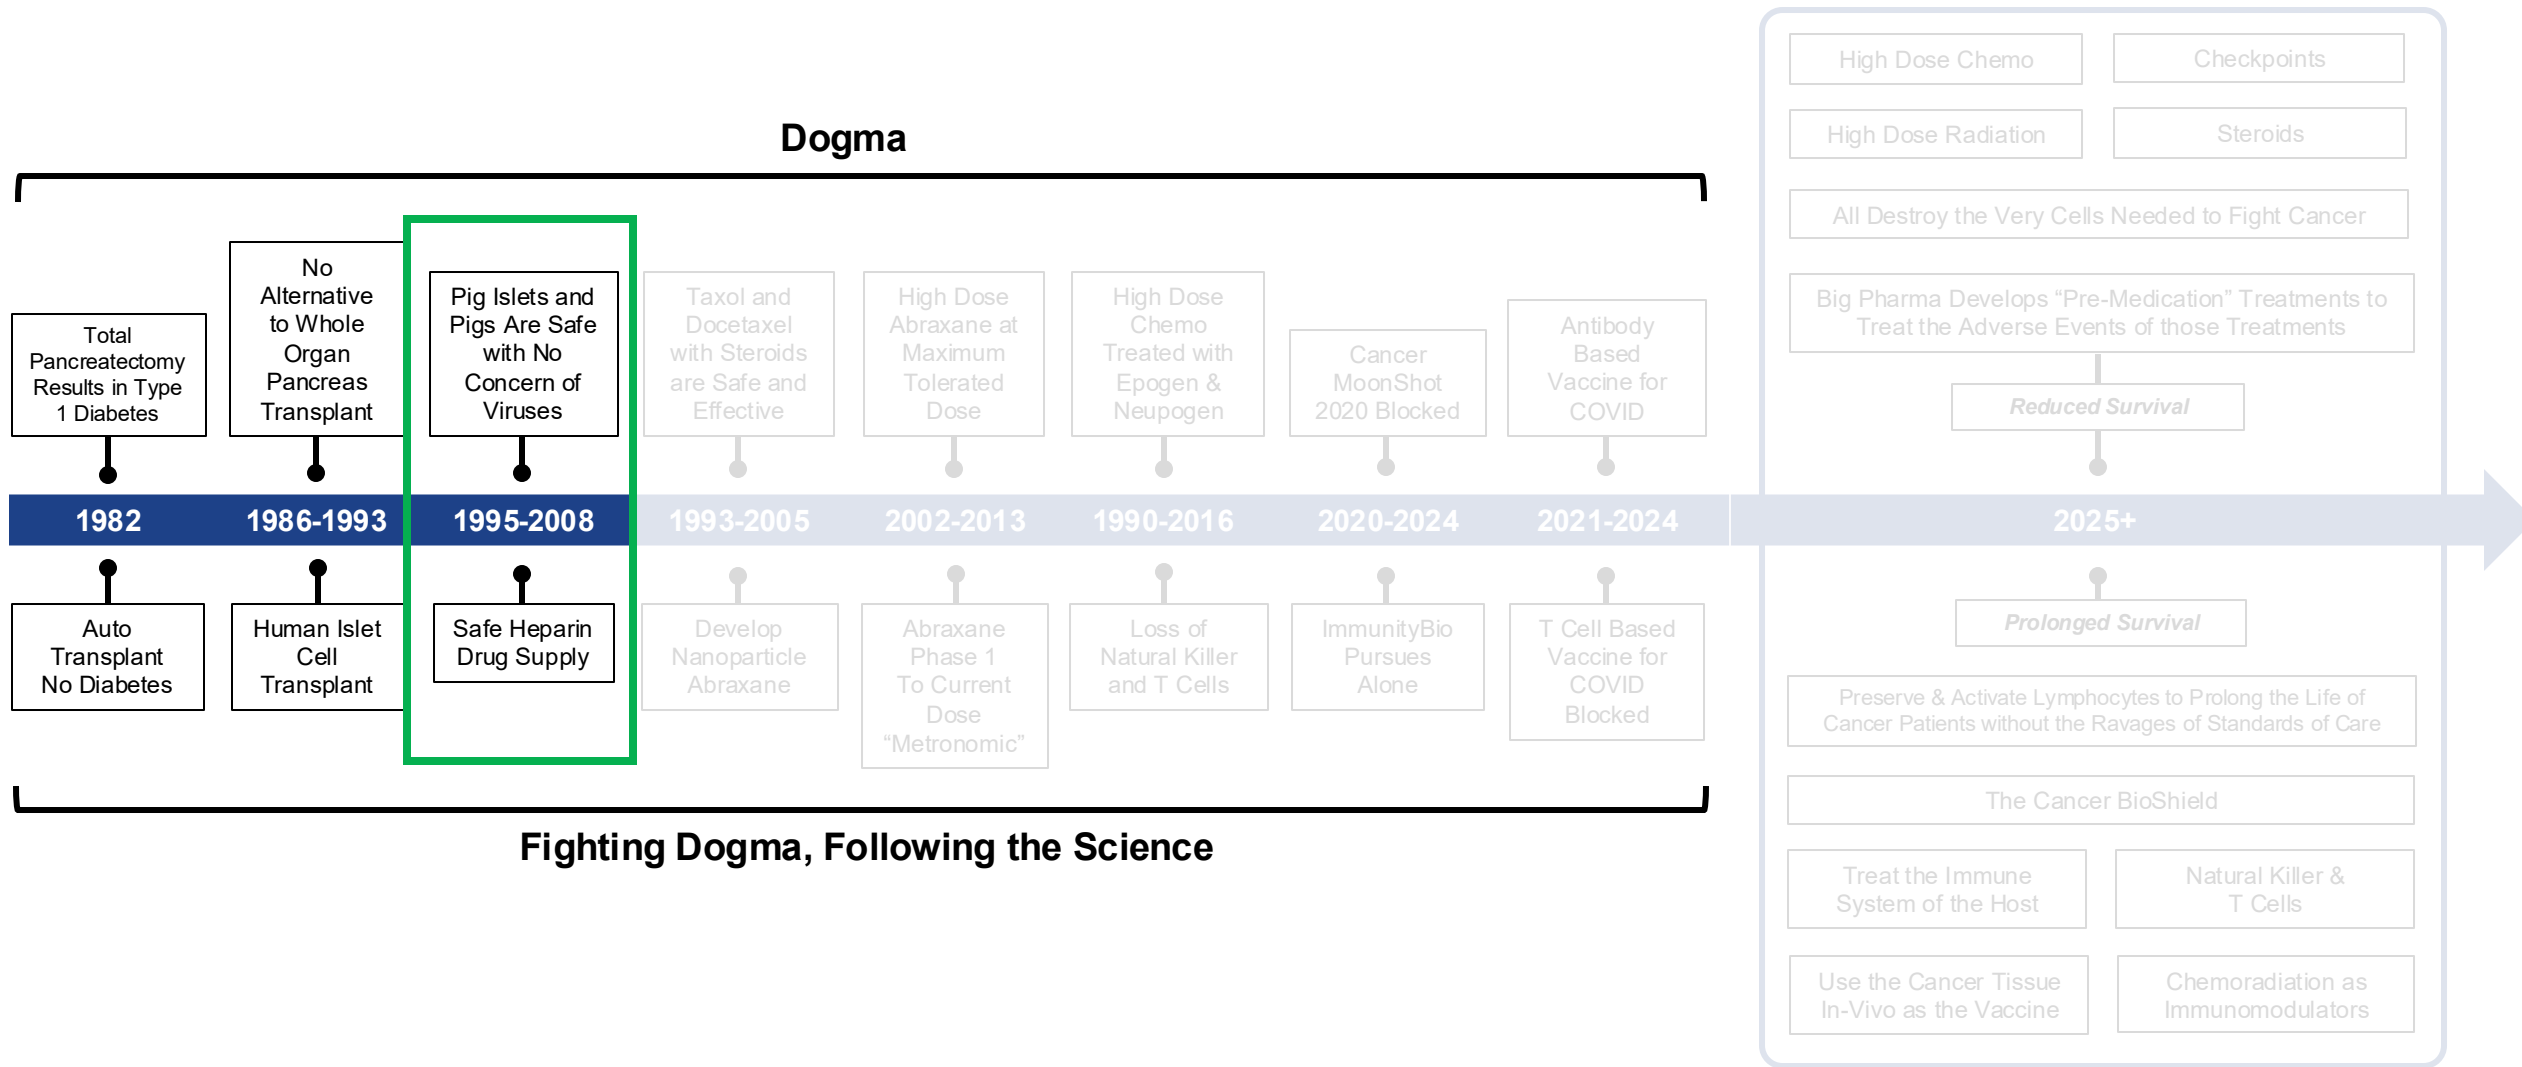 Dogma
Total
Pancreatectomy
Results in Type
1 Diabetes
No
Alternative
to Whole
Organ
Pancreas
Transplant
Pig Islets and
Pigs Are Safe
with No
Concern of
Viruses
Taxol and
Docetaxel
with Steroids
are Safe and
Effective
High Dose
Abraxane at
Maximum
Tolerated
Dose
High Dose
Chemo
Treated with
Epogen &
Neupogen
Cancer
MoonShot
2020 Blocked
Antibody
Based
Vaccine for
COVID
1982
1986-1993
1995-2008
1993-2005
2002-2013
1990-2016
2020-2024
2021-2024
Auto
Transplant
No Diabetes
Human Islet
Cell
Transplant
Safe Heparin
Drug Supply
Develop
Nanoparticle
Abraxane
Abraxane
Phase 1
To Current
Dose
“Metronomic”
Loss of
Natural Killer
and T Cells
ImmunityBio
Pursues
Alone
T Cell Based
Vaccine for
COVID
Blocked
Fighting Dogma, Following the Science
High Dose Chemo
Checkpoints
High Dose Radiation
Steroids
All Destroy the Very Cells Needed to Fight Cancer
Big Pharma Develops “Pre-Medication” Treatments to
Treat the Adverse Events of those Treatments
Reduced Survival
2025+
Prolonged Survival
Preserve & Activate Lymphocytes to Prolong the Life of
Cancer Patients without the Ravages of Standards of Care
The Cancer BioShield
Treat the Immune
System of the Host
Natural Killer &
T Cells
Use the Cancer Tissue
In-Vivo as the Vaccine
Chemoradiation as
Immunomodulators